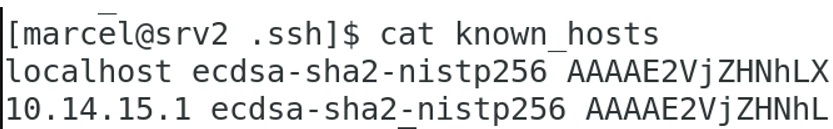 [marcel@srv2 .ssh]$ cat known_hosts
localhost ecdsa-sha2-nistp256 AAAAE2VjZHNhLX
10.14.15.1 ecdsa-sha2-nistp256 AAAAE2VjZHNhL